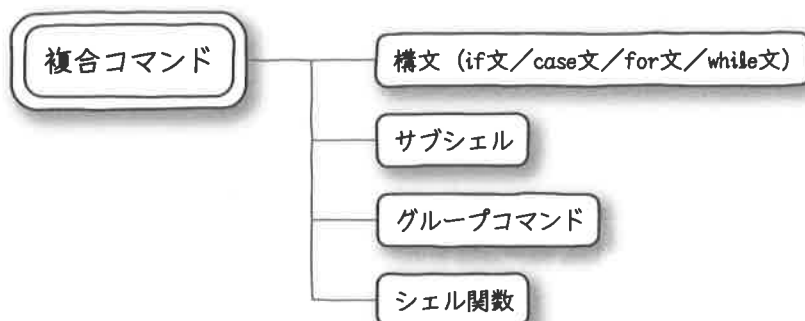 複合コマンド
構文（if文／case文／for文／while文）
サブシェル
グループコマンド
シェル関数